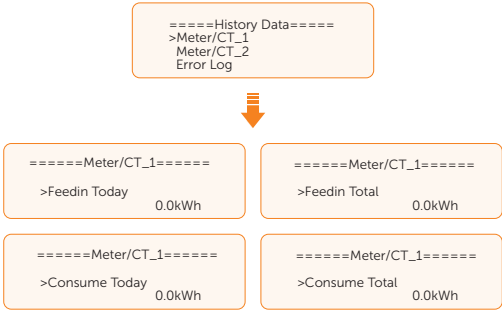 =====History Data=====
>Meter/CT_1
Meter/CT_2
Error Log
======Meter/CT_1======
>Feedin Today
0.0kWh
======Meter/CT_1======
>Feedin Total
0.0kWh
======Meter/CT_1======
>Consume Today
0.0kWh
======Meter/CT_1======
>Consume Total
0.0kWh